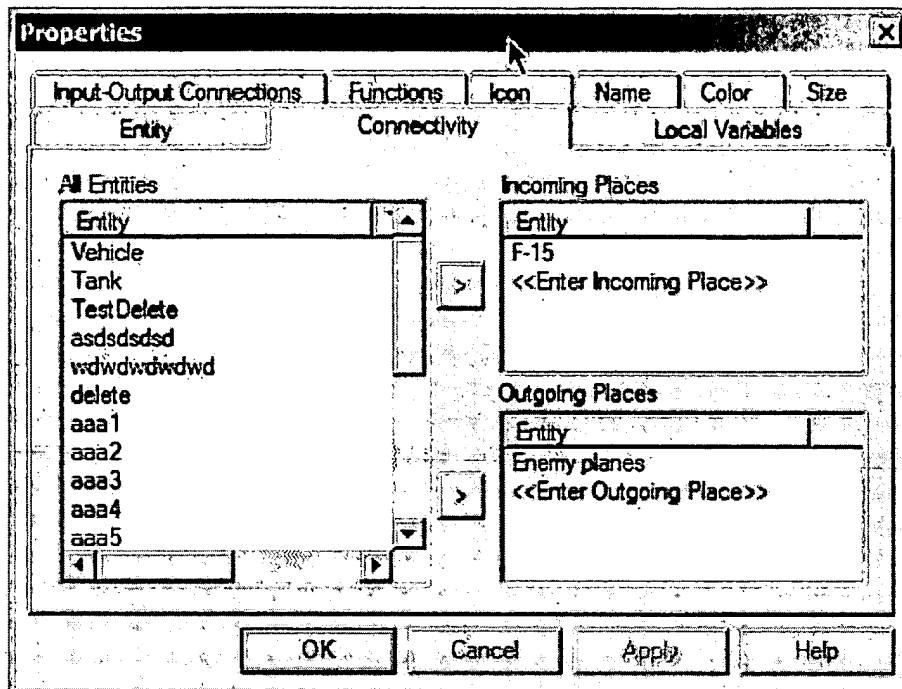 Properties
Input-Output Connections Functions Icon Name Color Size
Entity Connectivity Local Variables
All Entities
Entity
Vehicle
Tank
TestDelete
asdsdsdsd
wdwdwdwdwd
delete
aaa1
aaa2
aaa3
aaa4
aaa5
>
>
Incoming Places
Entity
F-15
<<Enter Incoming Place>>
Outgoing Places
Entity
Enemy planes
<<Enter Outgoing Place>>
OK Cancel Apply Help